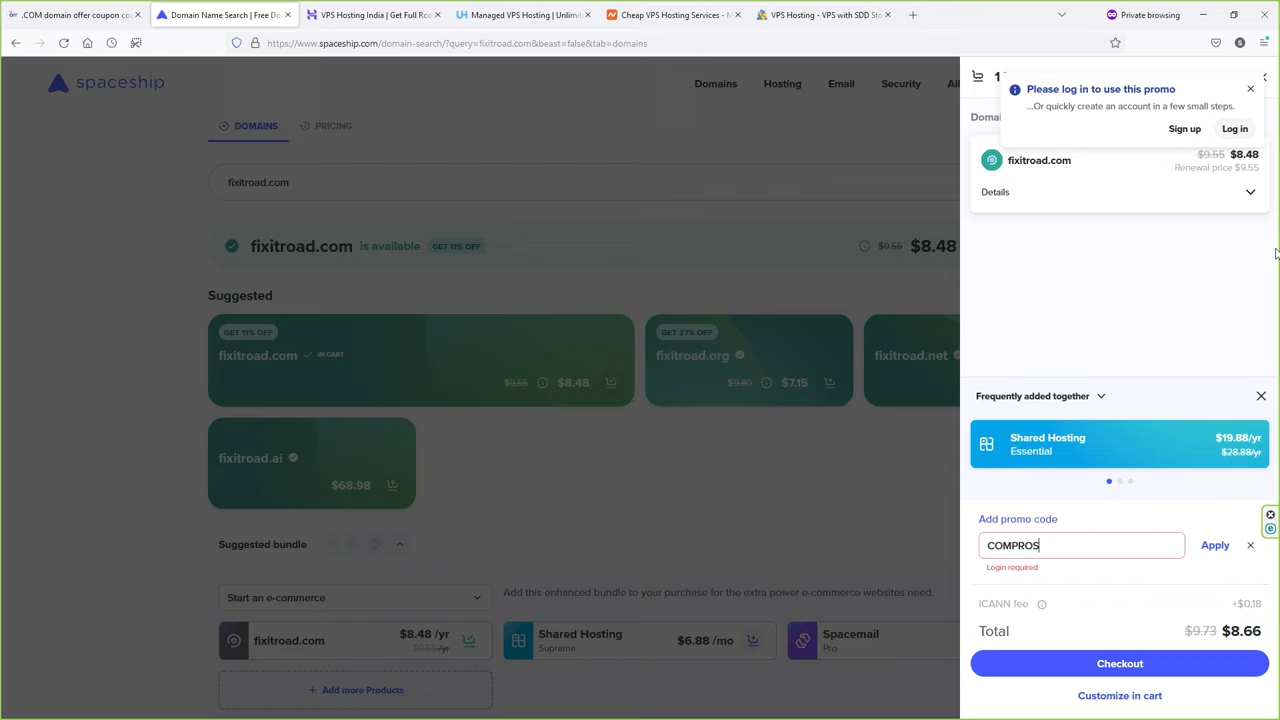 .COM domain offer coupon co
Domain Name Search | Free Do
VPS Hosting India | Get Full Roo
Managed VPS Hosting | Unlimit
Cheap VPS Hosting Services - N
VPS Hosting - VPS with SDD Sto
Private browsing
https://www.spaceship.com/domain-search/?query=fixitroad.com&beast=false&tab=domains
spaceship
Domains
Hosting
Email
Security
All
DOMAINS
PRICING
fixitroad.com
fixitroad.com is available GET 11% OFF $9.55 $8.48
Suggested
GET 11% OFF
fixitroad.com IN CART
$9.55 $8.48
GET 27% OFF
fixitroad.org
$9.80 $7.15
fixitroad.net
fixitroad.ai
$68.98
Suggested bundle
Start an e-commerce
Add this enhanced bundle to your purchase for the extra power e-commerce websites need.
fixitroad.com
$8.48 /yr
$9.55 /yr
Shared Hosting
Supreme
$6.88 /mo
Spacemail
Pro
+ Add more Products
1
Please log in to use this promo
...Or quickly create an account in a few small steps.
Sign up
Log in
Domai
fixitroad.com
$9.55 $8.48
Renewal price $9.55
Details
Frequently added together
Shared Hosting
Essential
$19.88/yr
$28.88/yr
Add promo code
COMPROS
Apply
Login required
ICANN fee
+$0.18
Total
$9.73 $8.66
Checkout
Customize in cart